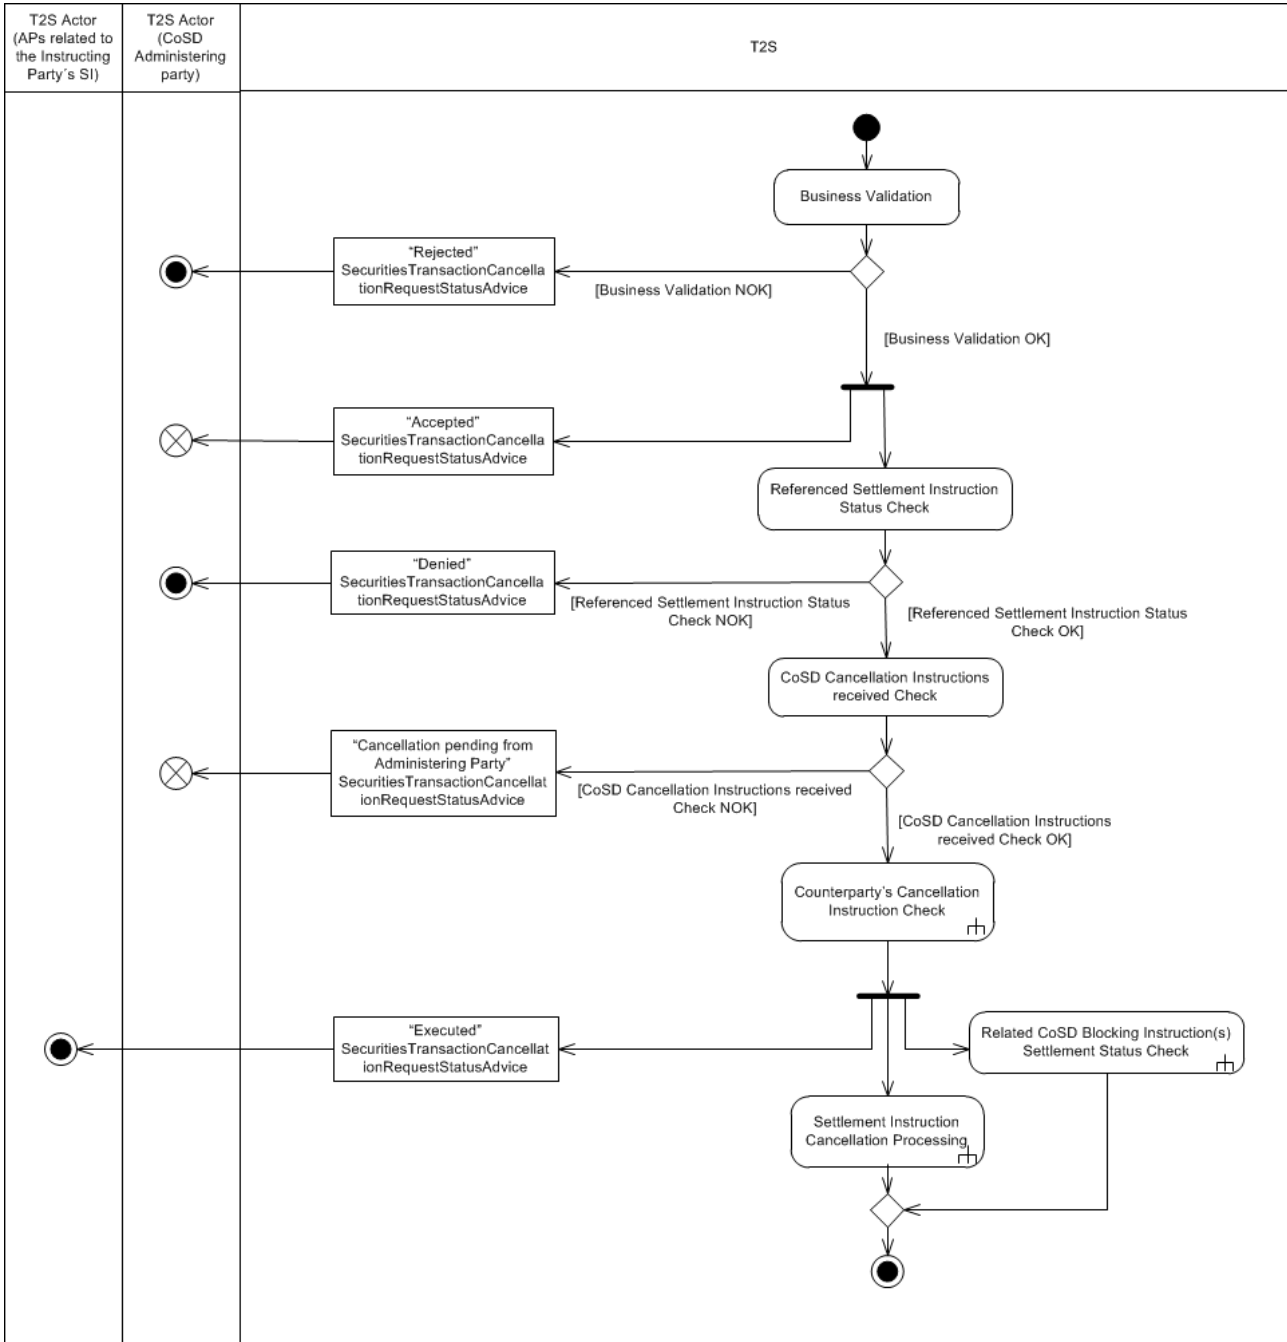 T2S Actor
(APs related to
the Instructing
Party´s SI)
T2S Actor
(CoSD
Administering
party)
T2S
Business Validation
“Rejected”
SecuritiesTransactionCancella
tionRequestStatusAdvice
[Business Validation NOK]
[Business Validation OK]
“Accepted”
SecuritiesTransactionCancella
tionRequestStatusAdvice
Referenced Settlement Instruction
Status Check
“Denied”
SecuritiesTransactionCancella
tionRequestStatusAdvice
[Referenced Settlement Instruction Status
Check NOK]
[Referenced Settlement Instruction Status
Check OK]
CoSD Cancellation Instructions
received Check
“Cancellation pending from
Administering Party”
SecuritiesTransactionCancellat
ionRequestStatusAdvice
[CoSD Cancellation Instructions received
Check NOK]
[CoSD Cancellation Instructions
received Check OK]
Counterparty’s Cancellation
Instruction Check
“Executed”
SecuritiesTransactionCancellat
ionRequestStatusAdvice
Related CoSD Blocking Instruction(s)
Settlement Status Check
Settlement Instruction
Cancellation Processing